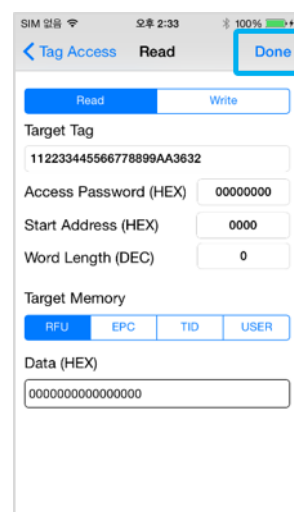 SIM 없음 오후 2:33 100%
Tag Access Read Done
Read Write
Target Tag
112233445566778899AA3632
Access Password (HEX) 00000000
Start Address (HEX) 0000
Word Length (DEC) 0
Target Memory
RFU EPC TID USER
Data (HEX)
0000000000000000